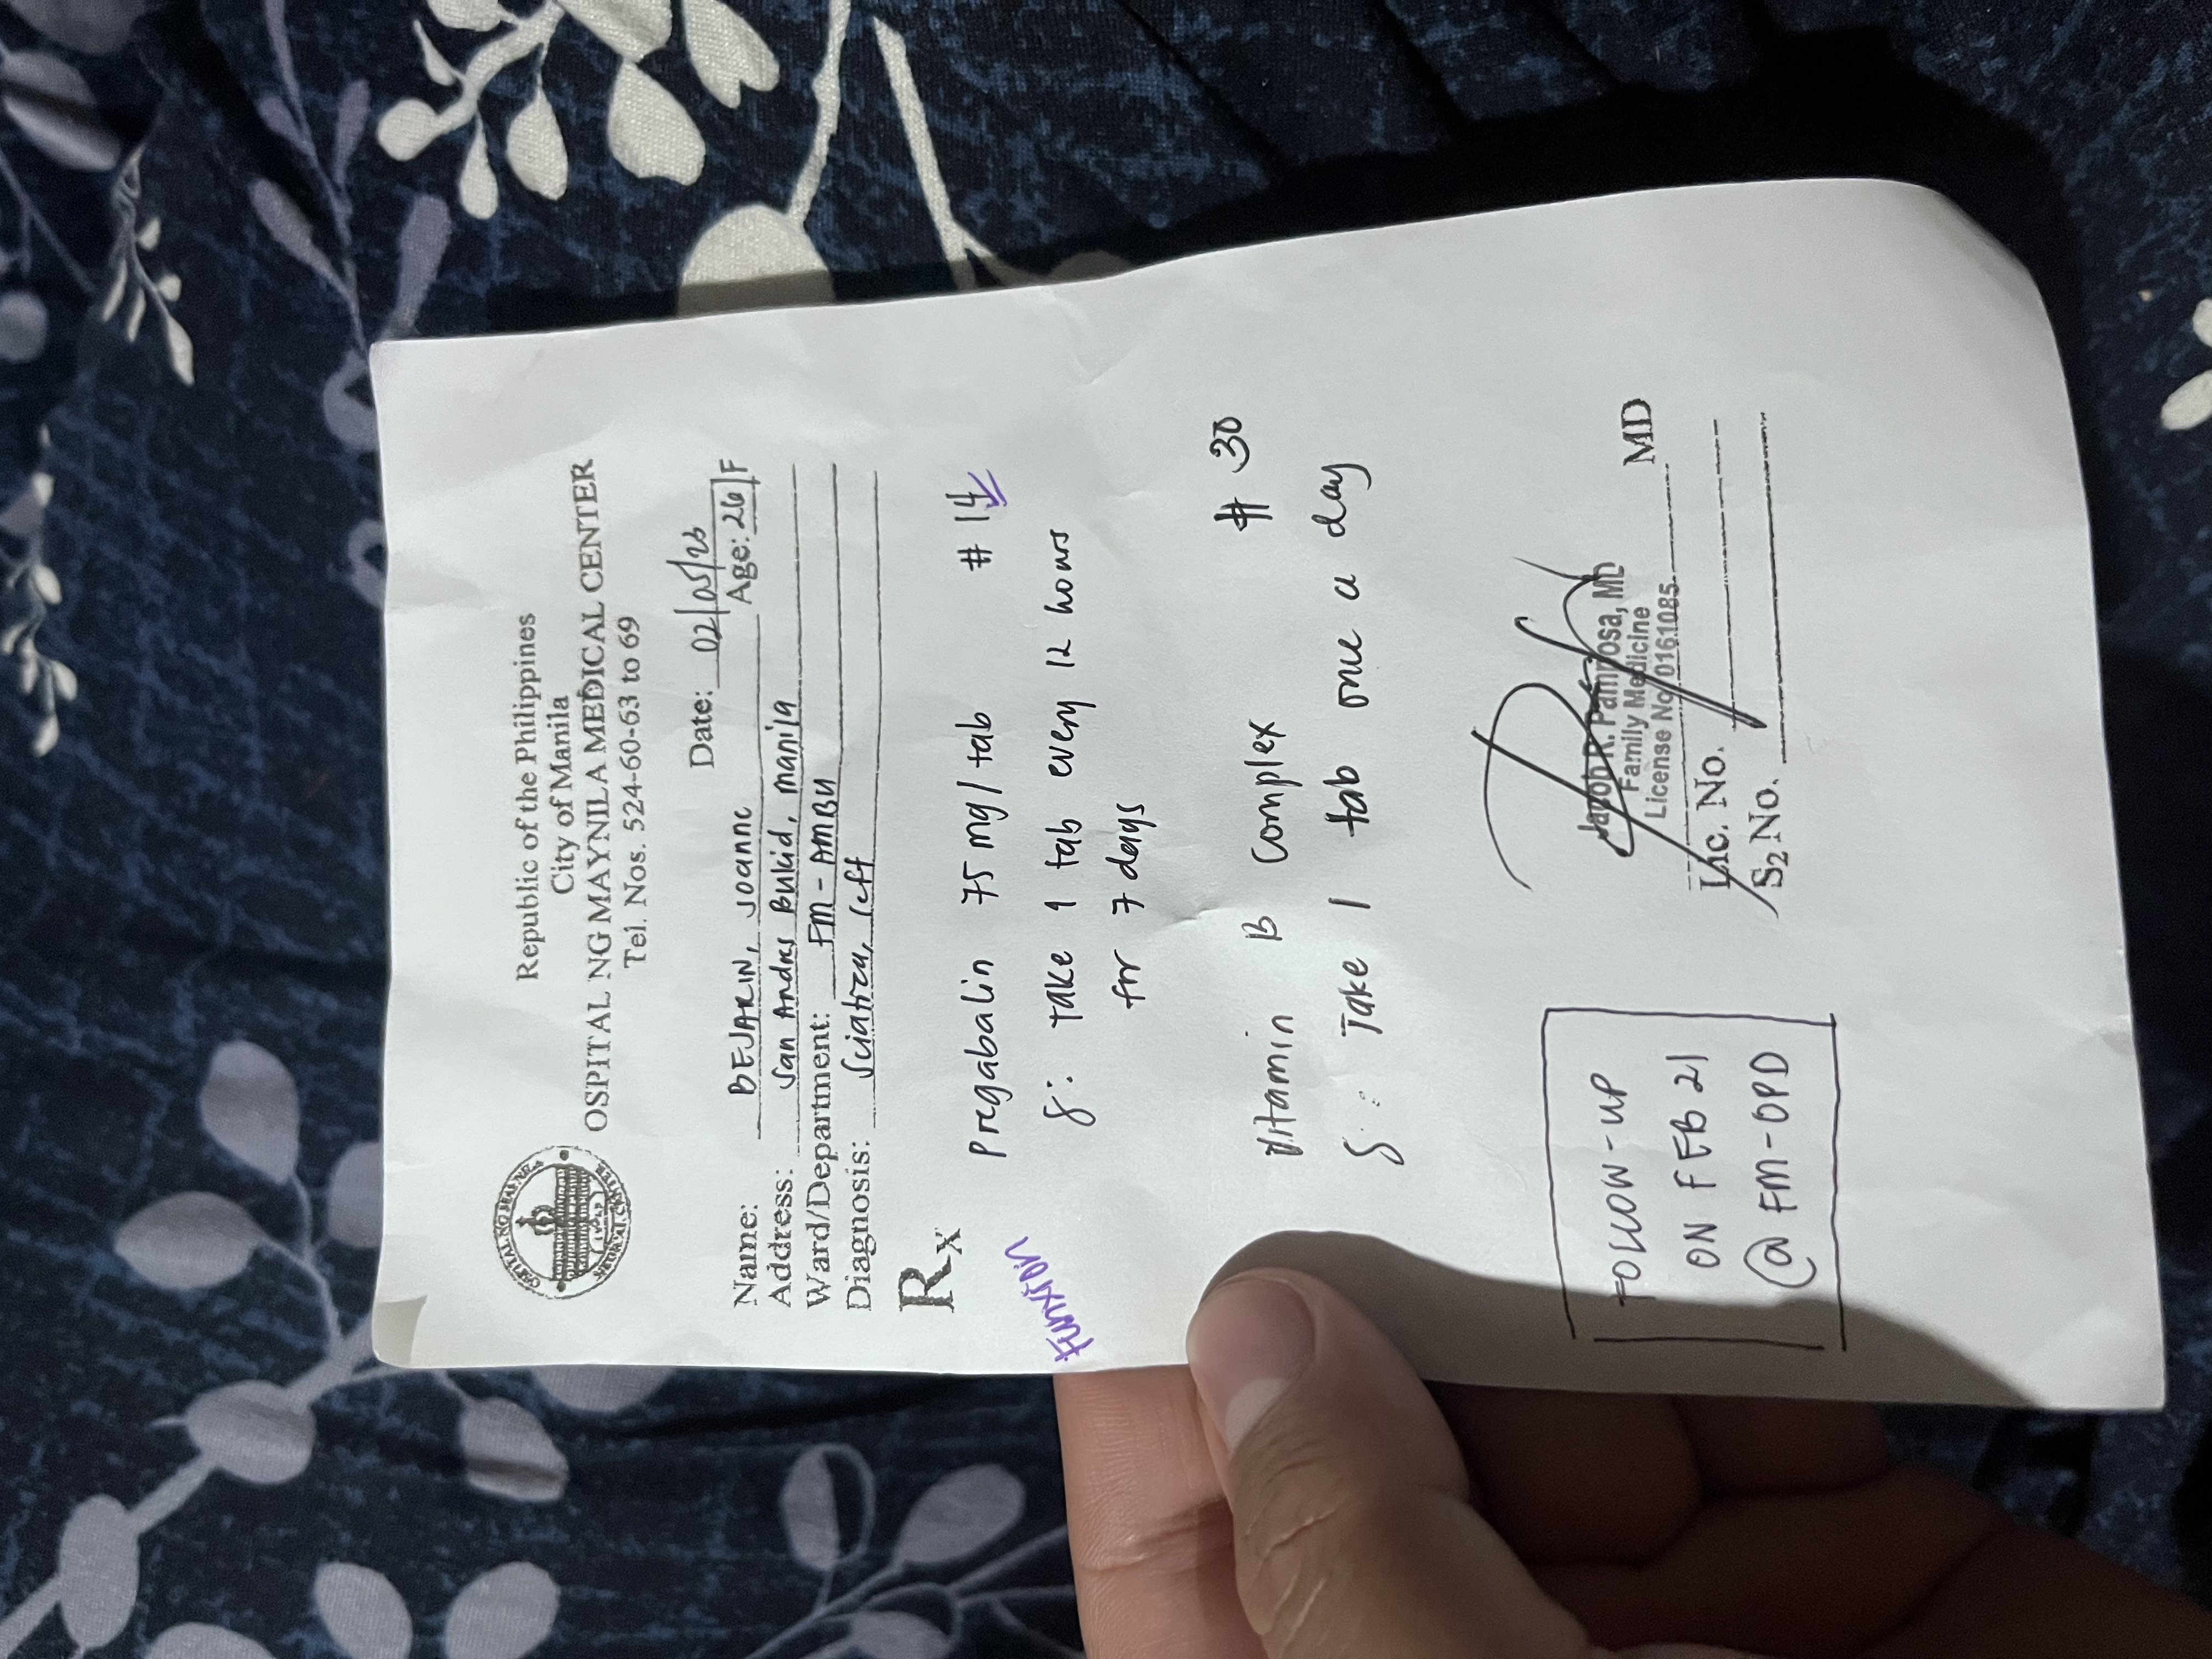 OSPITAL NG MAYNILA
MEDICAL CENTER
Republic of the Philippines
City of Manila
OSPITAL NG MAYNILA MEDICAL CENTER
Tel. Nos. 524-60-63 to 69
Date: 02/05/23
Name: BEJARIN, Joanne Age: 26/F
Address: San Andres Bukid, Manila
Ward/Department: FM-AMBU
Diagnosis: Sciatica, left
Rx
Pregabalin 75 mg/tab # 14
Funxion
S: Take 1 tab every 12 hours
for 7 days
Vitamin B Complex # 30
S: Take 1 tab once a day
Jacob R. Pamposa, MD
Family Medicine
License No 0161085
MD
Lic. No.
S2 No.
FOLLOW-UP
ON FEB 21
@ FM-OPD